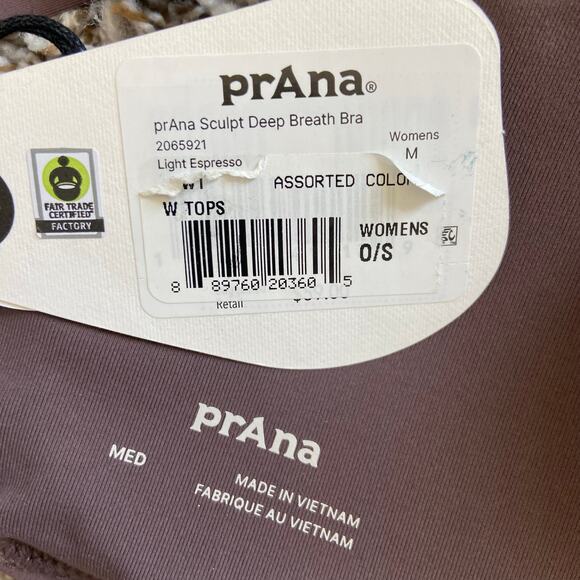 prAna®
prAna Sculpt Deep Breath Bra
2065921
Light Espresso
Womens
M
ASSORTED
W TOPS
WOMENS
O/S
8 89760 20360 5
Retail
FAIR TRADE
CERTIFIED
FACTORY
prAna
MED
MADE IN VIETNAM
FABRIQUE AU VIETNAM